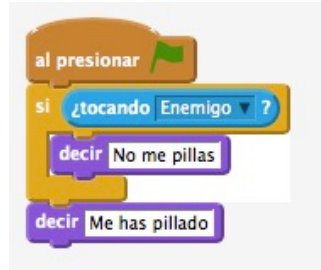 al presionar
si ¿tocando Enemigo ?
decir No me pillas
decir Me has pillado